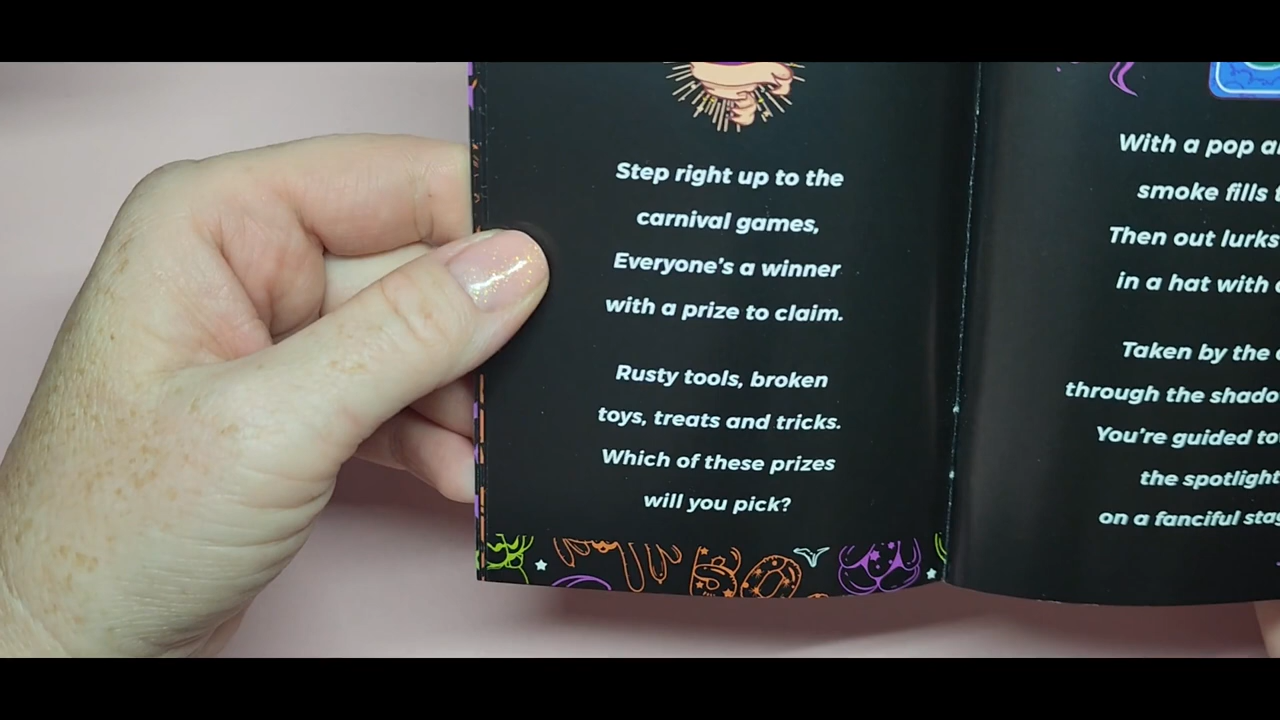 Step right up to the
carnival games,
Everyone's a winner
with a prize to claim.
Rusty tools, broken
toys, treats and tricks.
Which of these prizes
will you pick?
With a pop
smoke fills
Then out lurks
in a hat with
Taken by the
through the
You're guided
the spotlight
on a fanciful